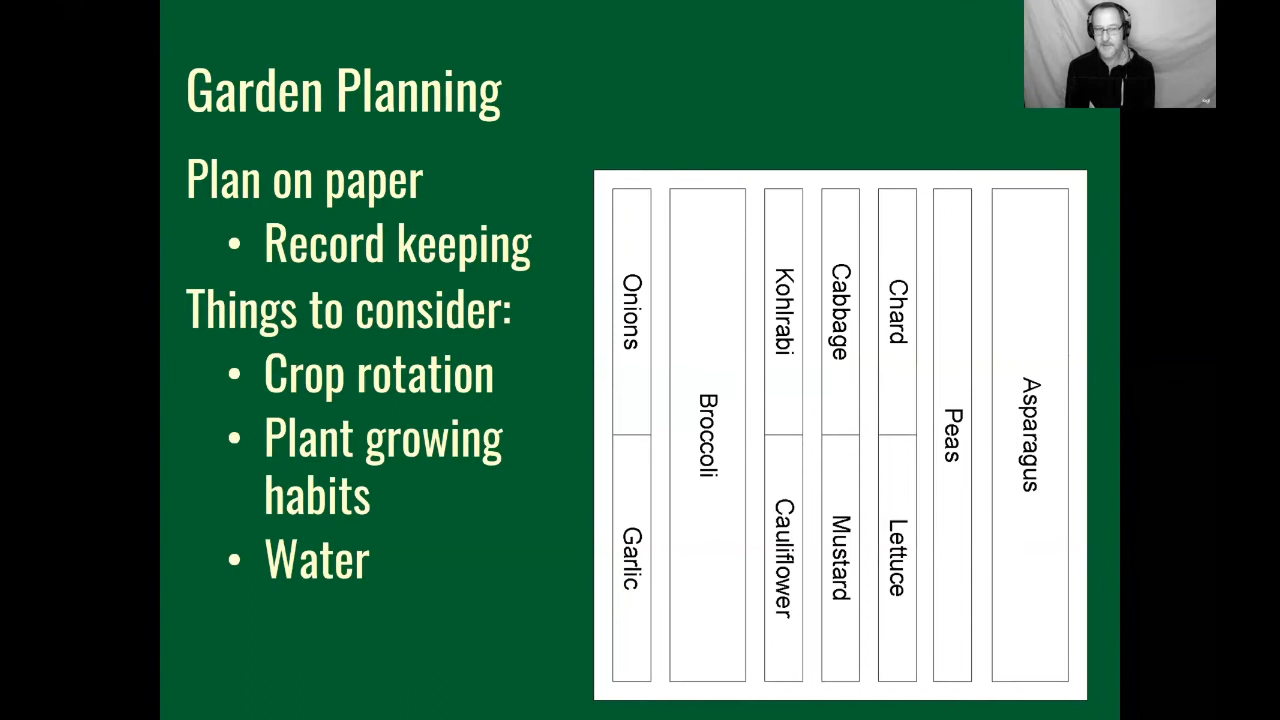 Garden Planning
Plan on paper
• Record keeping
Things to consider:
• Crop rotation
• Plant growing
habits
• Water
Onions
Garlic
Broccoli
Kohlrabi
Cauliflower
Cabbage
Mustard
Chard
Lettuce
Peas
Asparagus